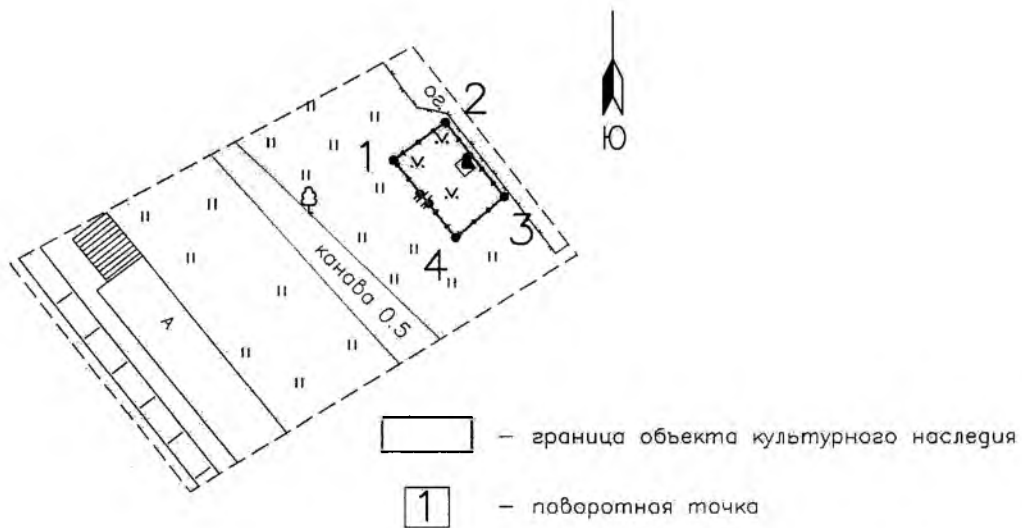 Ю
2
1
3
4
канава 0.5
А
– граница объекта культурного наследия
1 – поворотная точка